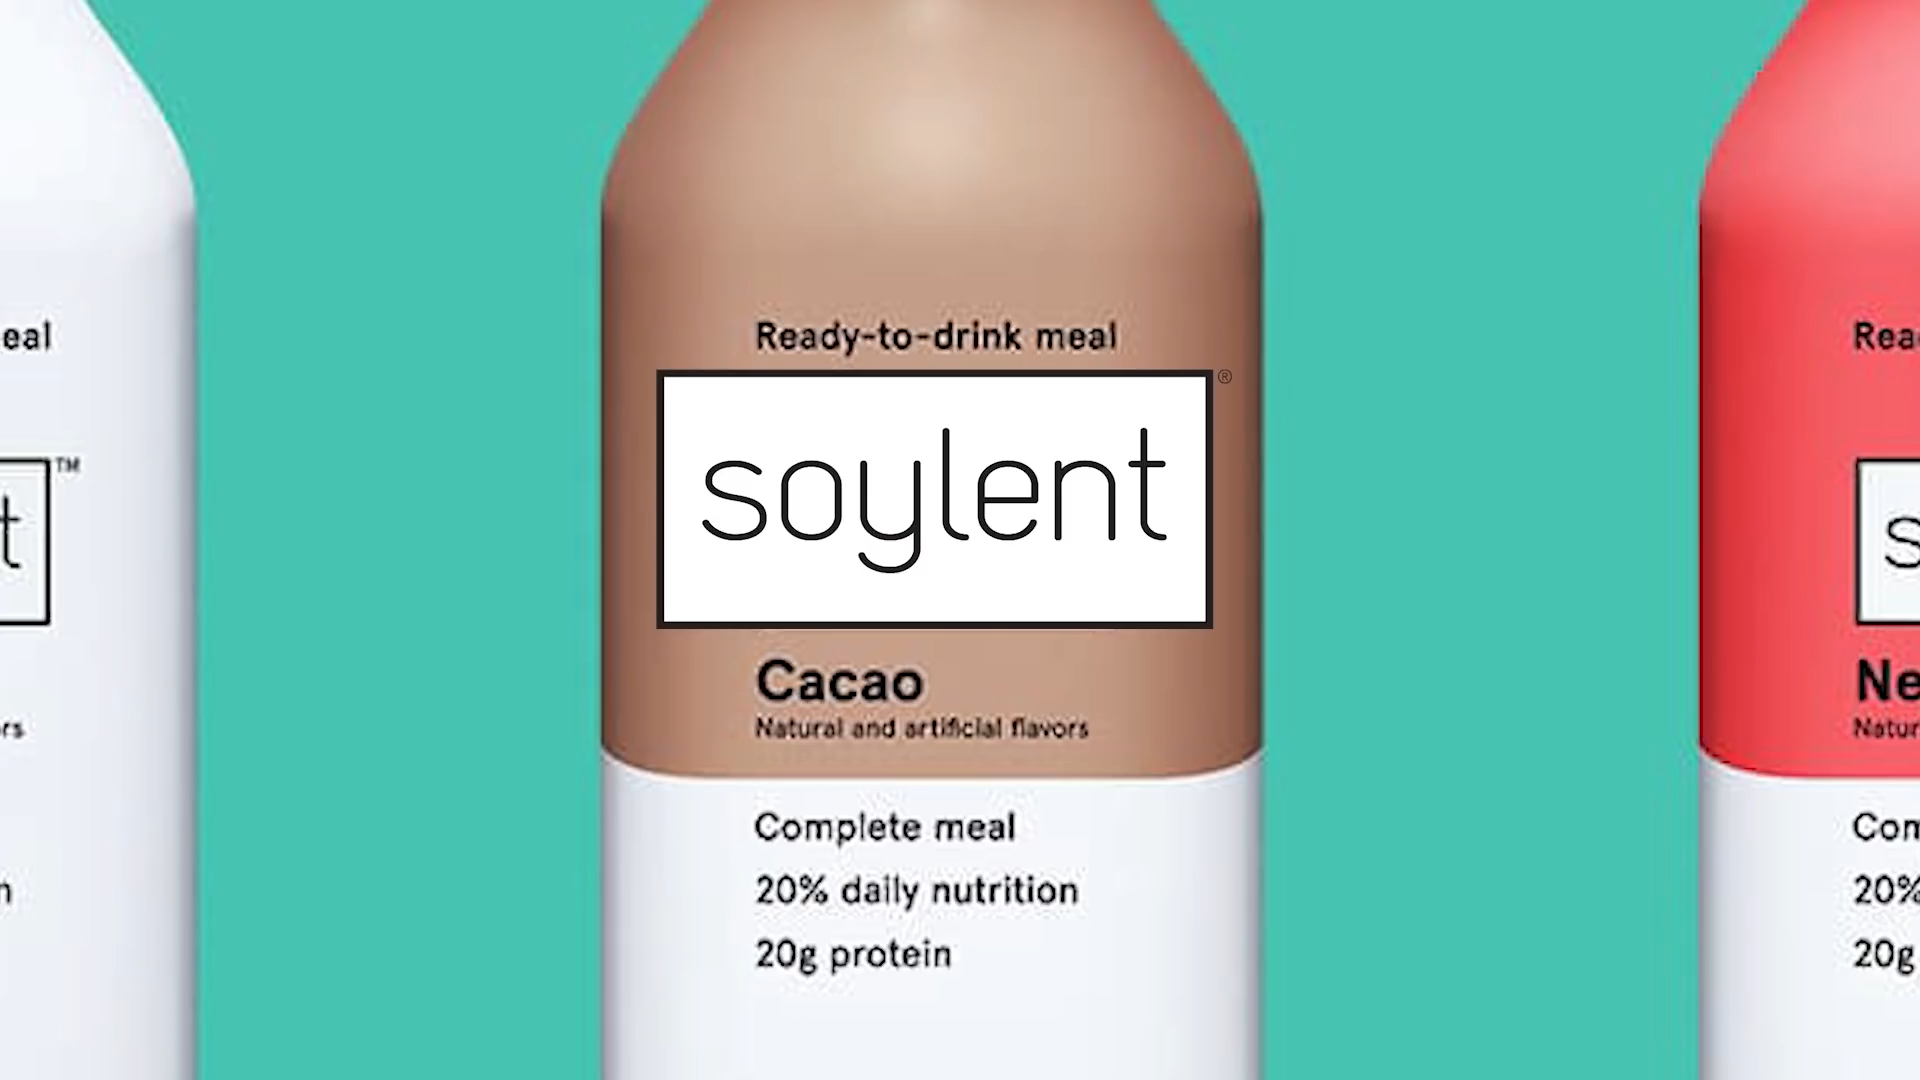 eal
TM
t
rs
n
Ready-to-drink meal
soylent®
Cacao
Natural and artificial flavors
Complete meal
20% daily nutrition
20g protein
Rea
s
Ne
Natur
Com
20%
20g